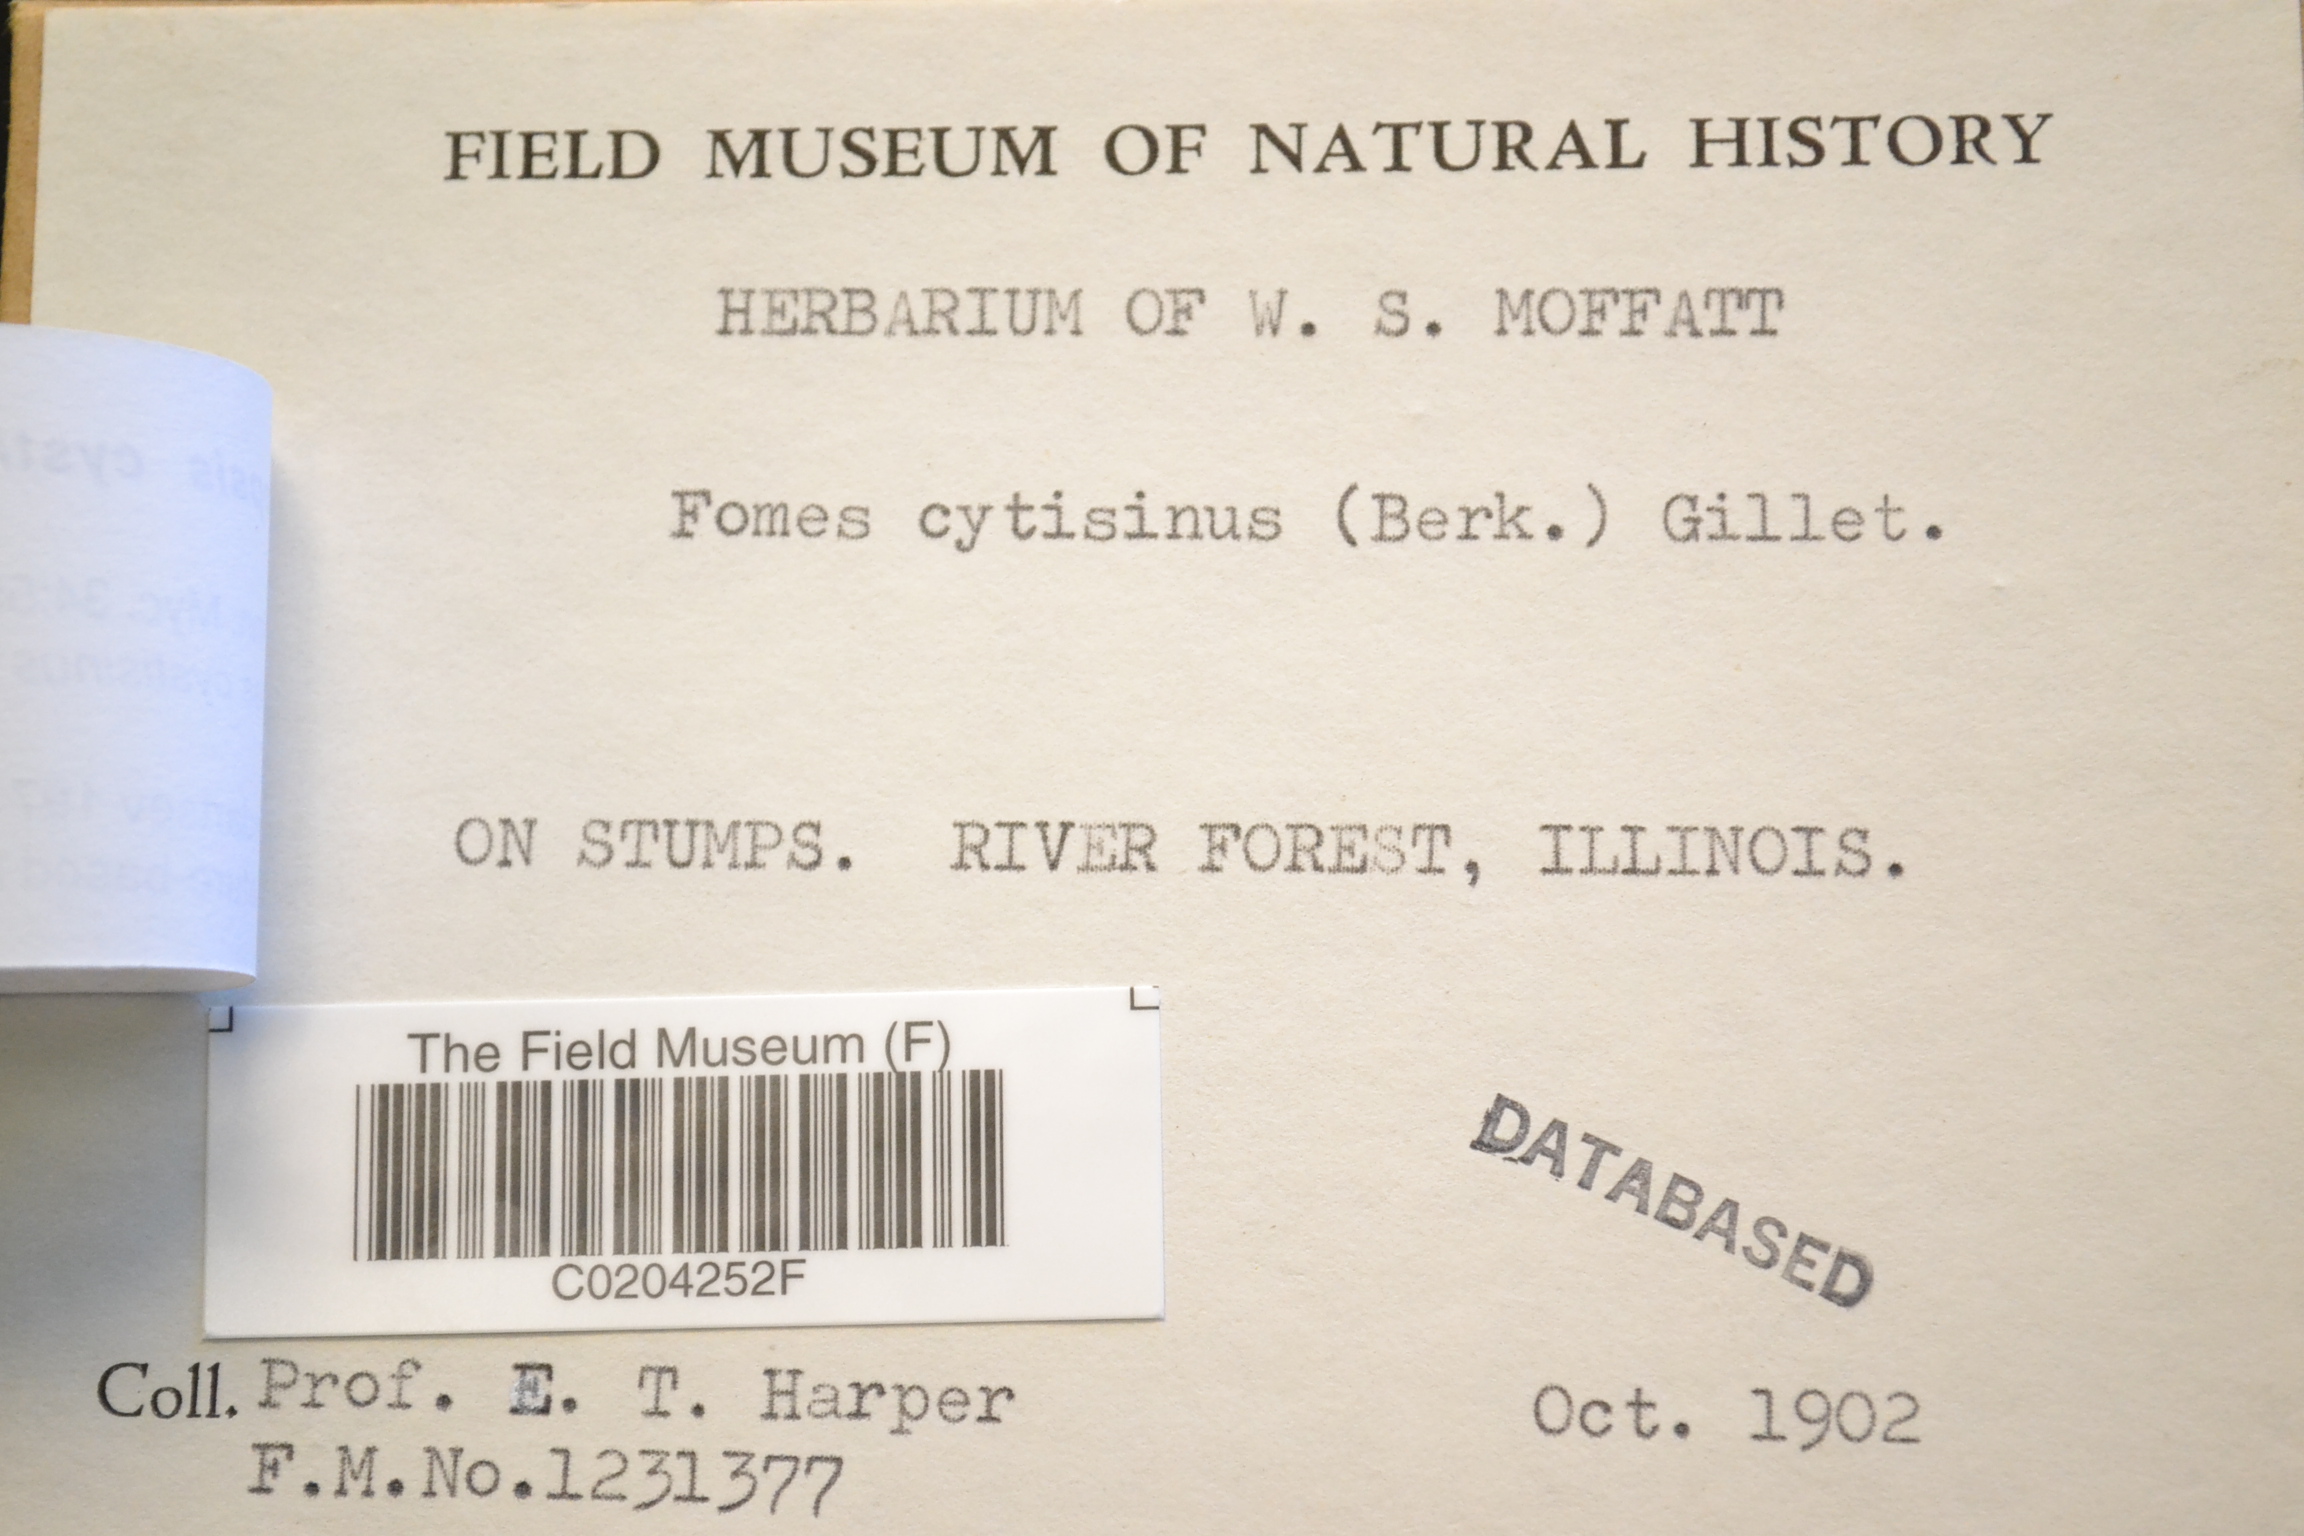 FIELD MUSEUM OF NATURAL HISTORY
HERBARIUM OF W. S. MOFFATT
Fomes cytisinus (Berk.) Gillet.
ON STUMPS. RIVER FOREST, ILLINOIS.
The Field Museum (F)
C0204252F
DATABASED
Coll. Prof. E. T. Harper
Oct. 1902
F.M.No.1231377